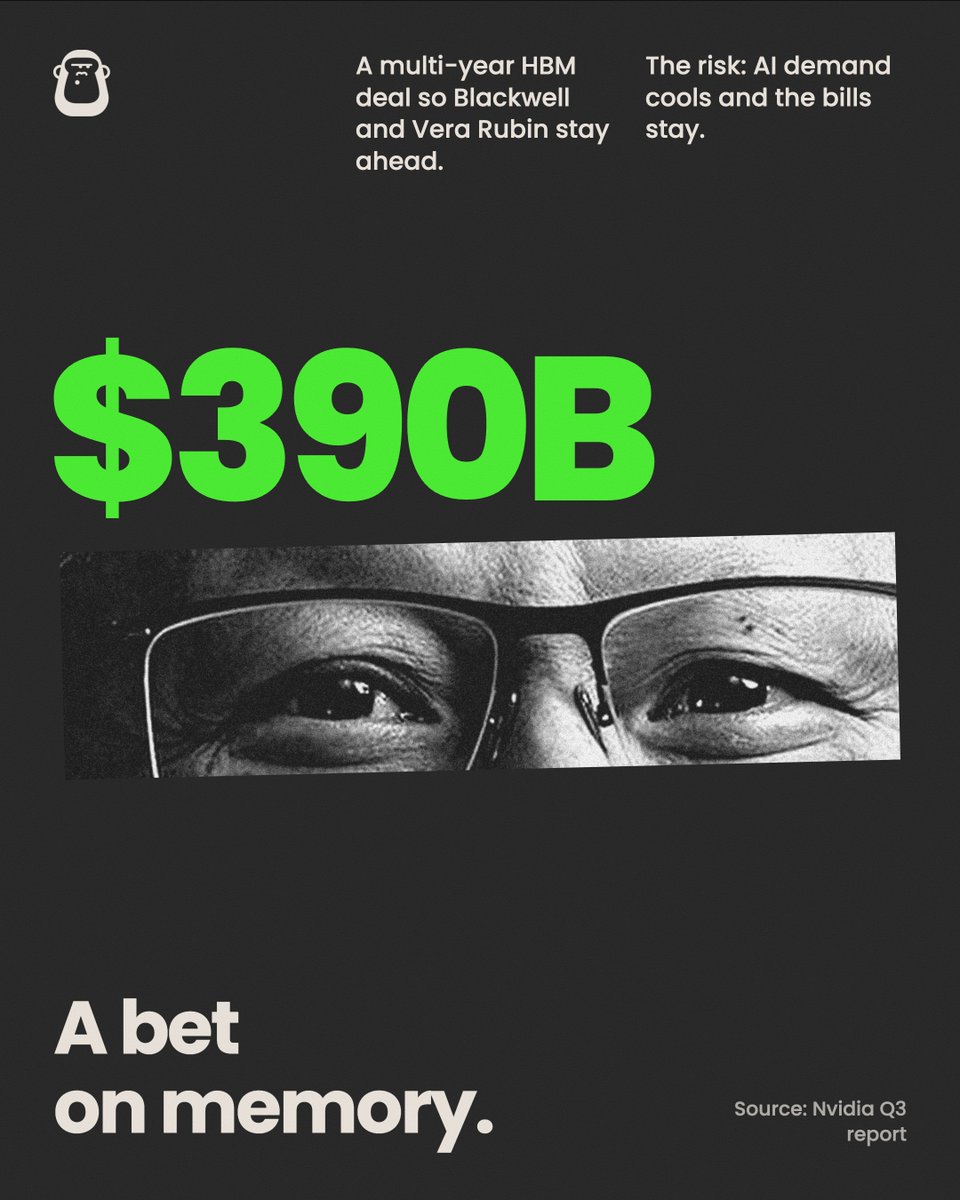 A multi-year HBM
deal so Blackwell
and Vera Rubin stay
ahead.
The risk: AI demand
cools and the bills
stay.
$390B
A bet
on memory.
Source: Nvidia Q3
report